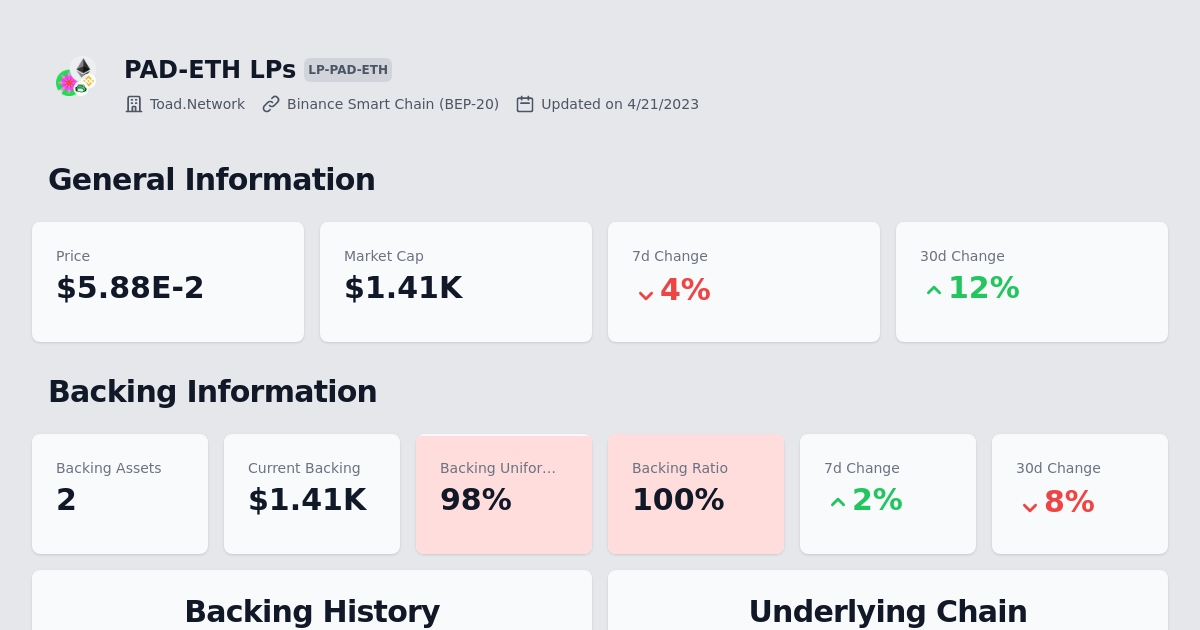 PAD-ETH LPs LP-PAD-ETH
Toad.Network Binance Smart Chain (BEP-20) Updated on 4/21/2023
General Information
Price Market Cap 7d Change 30d Change
$5.88E-2 $1.41K 4% 12%
Backing Information
Backing Assets Current Backing Backing Unifor... Backing Ratio 7d Change 30d Change
2 $1.41K 98% 100% 2% 8%
Backing History Underlying Chain